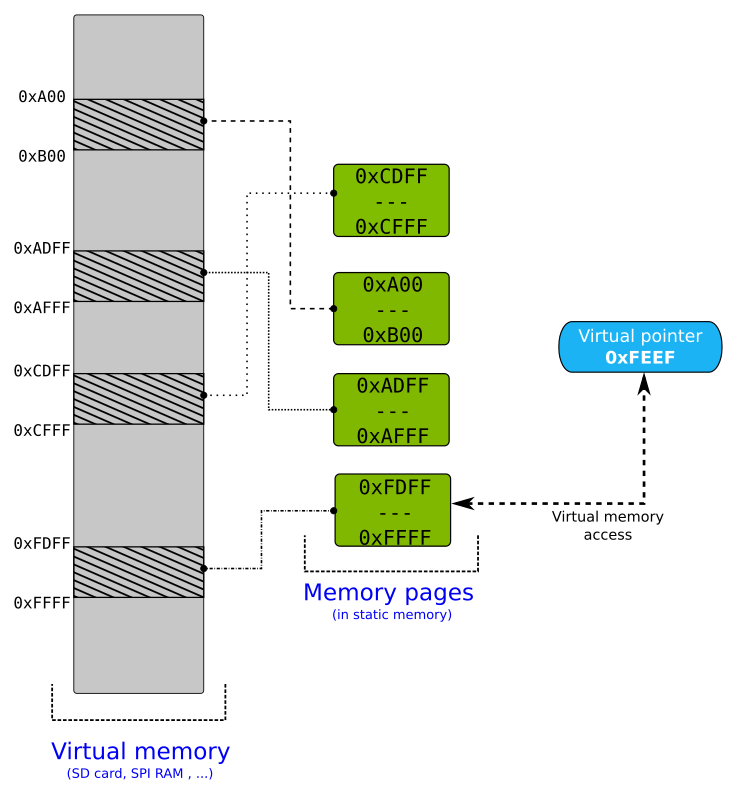 0xA00
0xB00
0xADFF
0xAFFF
0xCDFF
0xCFFF
0xFDFF
0xFFFF
Virtual memory
(SD card, SPI RAM , ...)
0xCDFF
---
0xCFFF
0xA00
---
0xB00
0xADFF
---
0xAFFF
0xFDFF
---
0xFFFF
Memory pages
(in static memory)
Virtual pointer
0xFEEF
Virtual memory
access